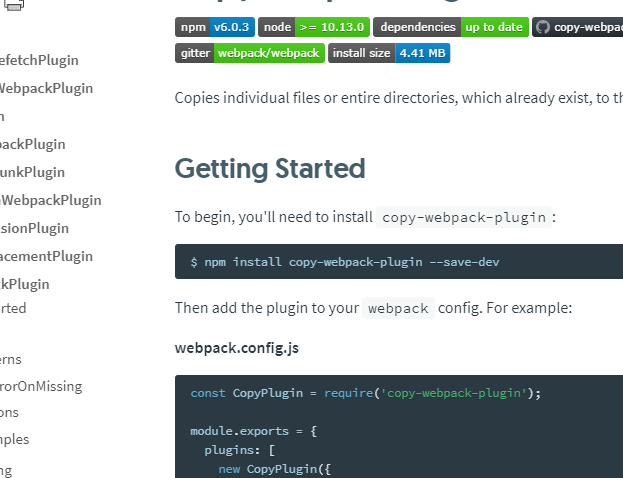 npm v6.0.3 node >= 10.13.0 dependencies up to date copy-webpa
gitter webpack/webpack install size 4.41 MB
efetchPlugin
WebpackPlugin
n
packPlugin
unkPlugin
nWebpackPlugin
sionPlugin
lacementPlugin
ckPlugin
rted
erns
rorOnMissing
ons
mples
ng
Copies individual files or entire directories, which already exist, to th
Getting Started
To begin, you'll need to install copy-webpack-plugin:
$ npm install copy-webpack-plugin --save-dev
Then add the plugin to your webpack config. For example:
webpack.config.js
const CopyPlugin = require('copy-webpack-plugin');
module.exports = {
plugins: [
new CopyPlugin({